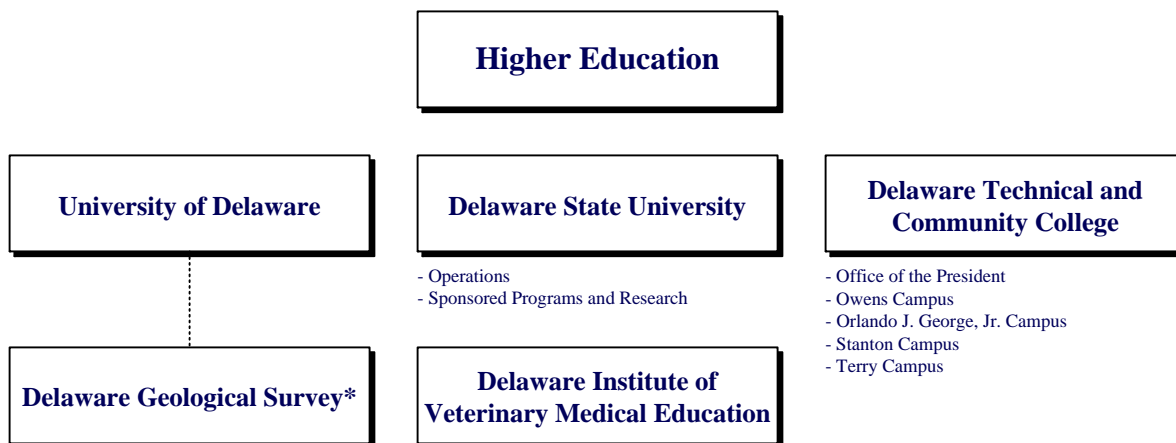 Higher Education
University of Delaware
Delaware State University
Delaware Technical and
Community College
- Operations
- Sponsored Programs and Research
- Office of the President
- Owens Campus
- Orlando J. George, Jr. Campus
- Stanton Campus
- Terry Campus
Delaware Geological Survey*
Delaware Institute of
Veterinary Medical Education